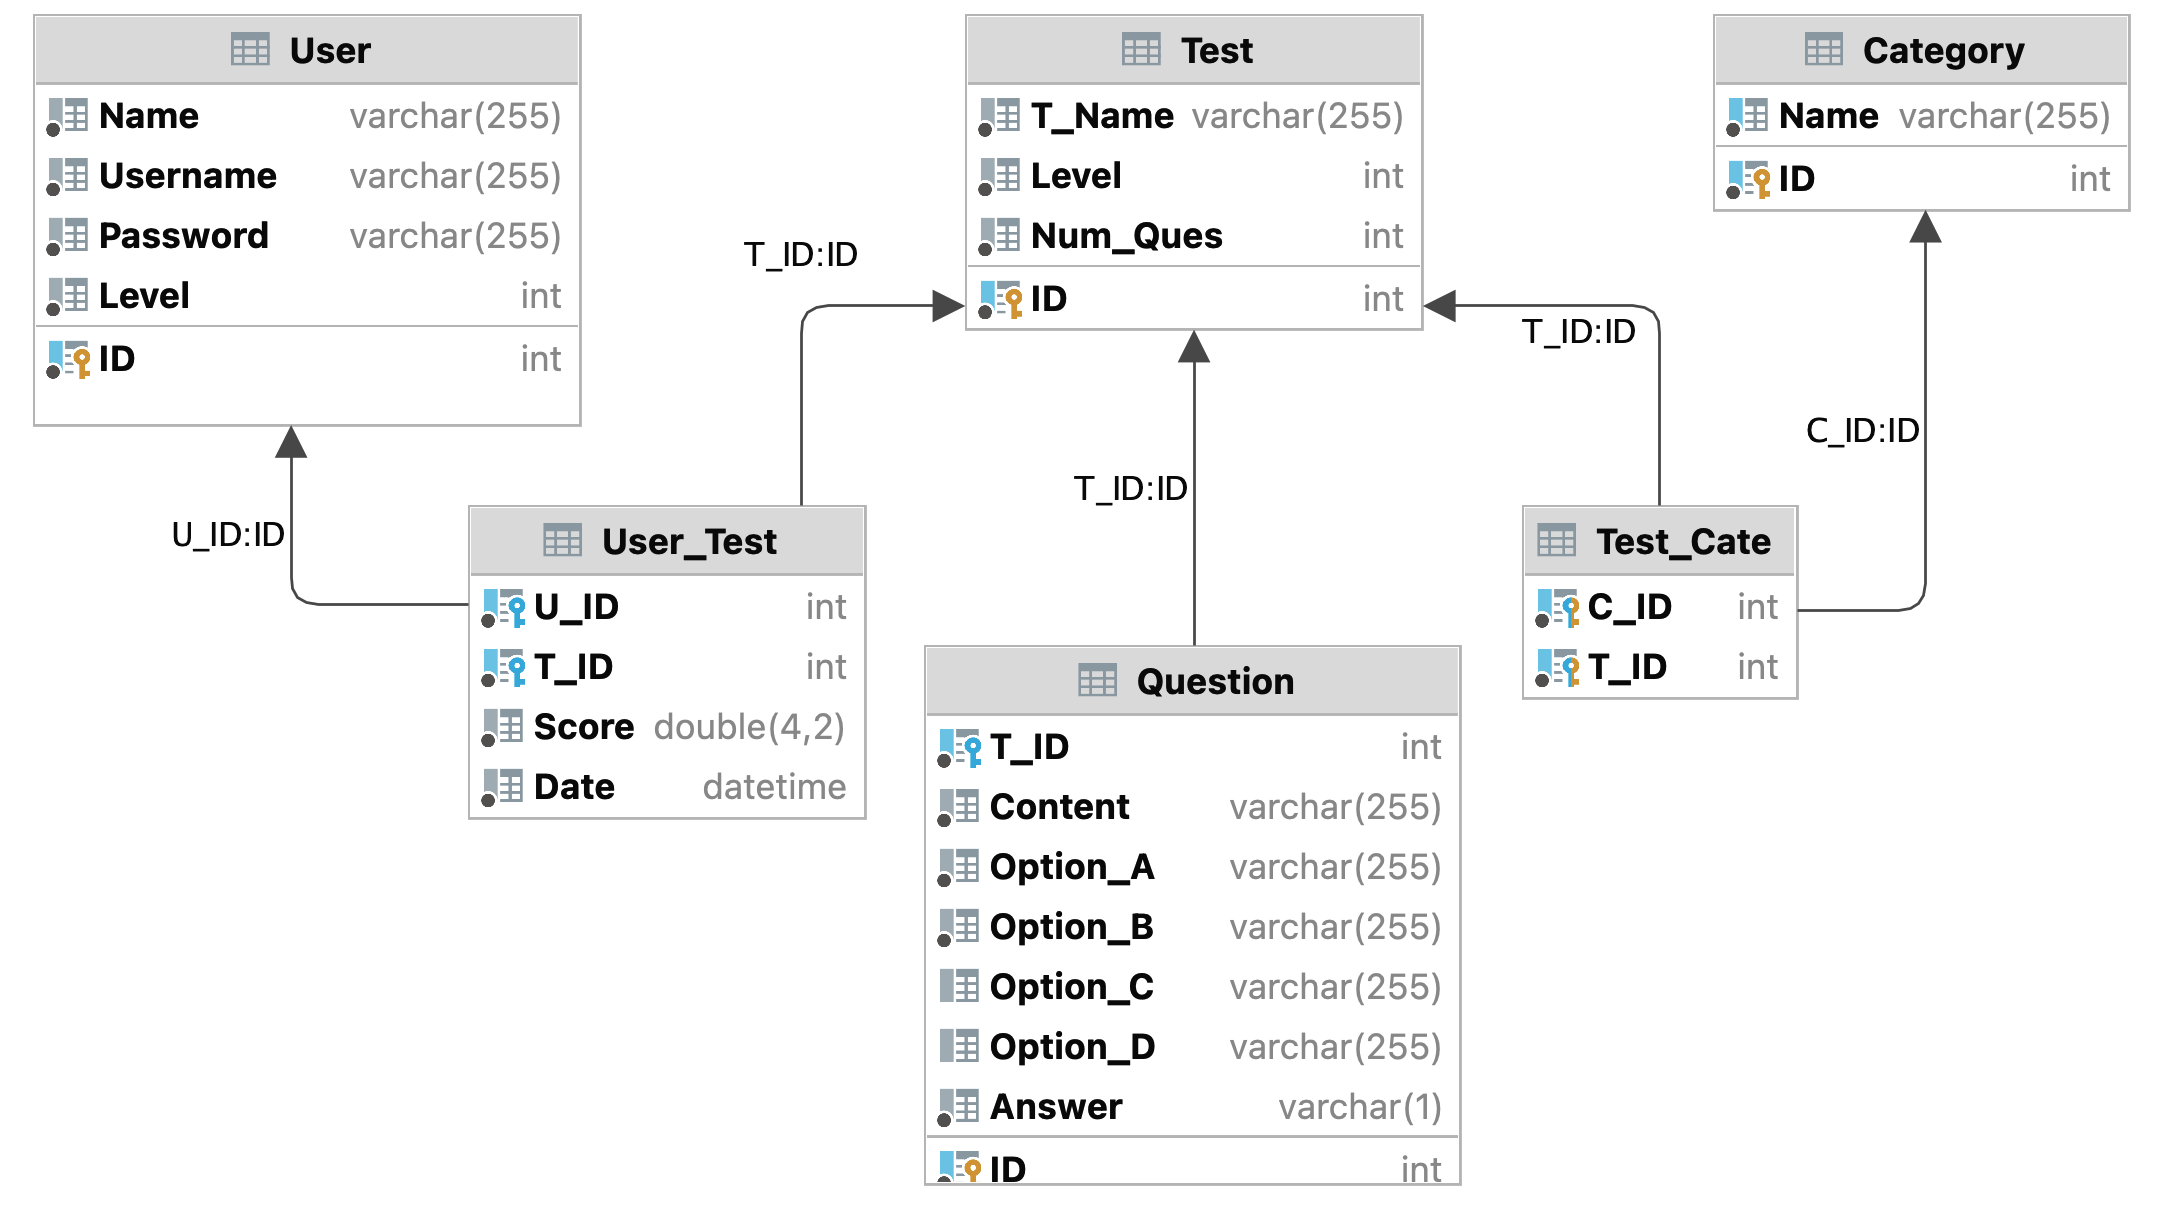 User
Name varchar(255)
Username varchar(255)
Password varchar(255)
Level int
ID int
Test
T_Name varchar(255)
Level int
Num_Ques int
ID int
Category
Name varchar(255)
ID int
T_ID:ID
T_ID:ID
C_ID:ID
T_ID:ID
U_ID:ID
User_Test
U_ID int
T_ID int
Score double(4,2)
Date datetime
Question
T_ID int
Content varchar(255)
Option_A varchar(255)
Option_B varchar(255)
Option_C varchar(255)
Option_D varchar(255)
Answer varchar(1)
ID int
Test_Cate
C_ID int
T_ID int